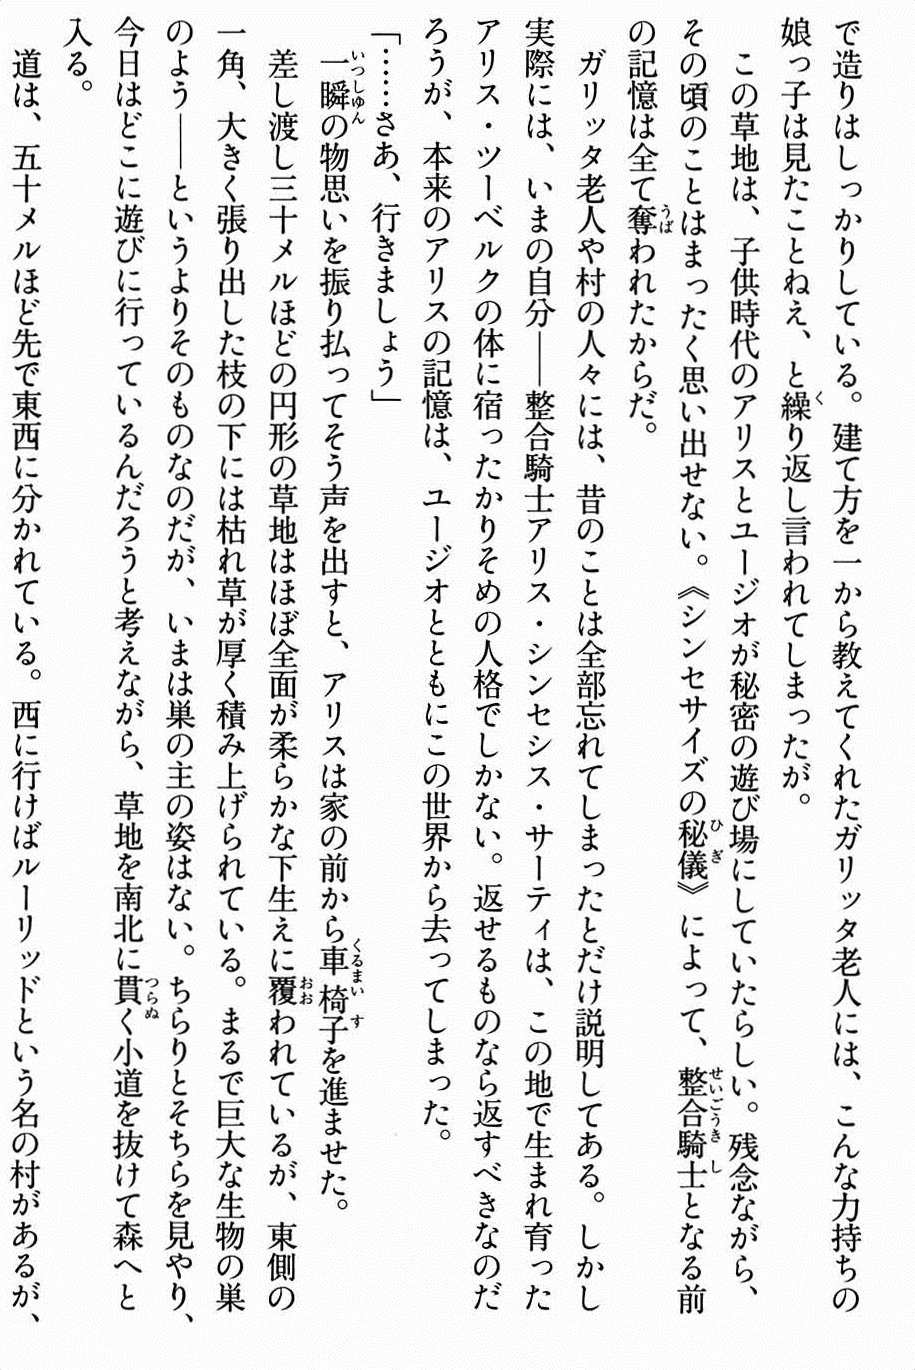 で造りはしっかりしている。建て方を一から教えてくれたガリッタ老人には、こんな力持ちの
娘っ子は見たことねえ、と繰り返し言われてしまったが。
この草地は、子供時代のアリスとユージオが秘密の遊び場にしていたらしい。残念ながら、
その頃のことはまったく思い出せない。《シンセサイズの秘儀》によって、整合騎士となる前
の記憶は全て奪われたからだ。
ガリッタ老人や村の人々には、昔のことは全部忘れてしまったとだけ説明してある。しかし
実際には、いまの自分――整合騎士アリス・シンセシス・サーティは、この地で生まれ育った
アリス・ツーベルクの体に宿ったかりそめの人格でしかない。返せるものなら返すべきなのだ
ろうが、本来のアリスの記憶は、ユージオとともにこの世界から去ってしまった。
「……さあ、行きましょう」
一瞬の物思いを振り払ってそう声を出すと、アリスは家の前から車椅子を進ませた。
差し渡し三十メルほどの円形の草地はほぼ全面が柔らかな下生えに覆われているが、東側の
一角、大きく張り出した枝の下には枯れ草が厚く積み上げられている。まるで巨大な生物の巣
のよう――というよりそのものなのだが、いまは巣の主の姿はない。ちらりとそちらを見やり、
今日はどこに遊びに行っているんだろうと考えながら、草地を南北に貫く小道を抜けて森へと
入る。
道は、五十メルほど先で東西に分かれている。西に行けばルーリッドという名の村があるが、